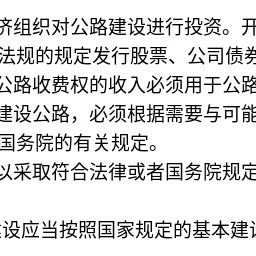 济组织对公路建设进行投资。开
法规的规定发行股票、公司债券
公路收费权的收入必须用于公路
建设公路，必须根据需要与可能
国务院的有关规定。
以采取符合法律或者国务院规定
设应当按照国家规定的基本建设